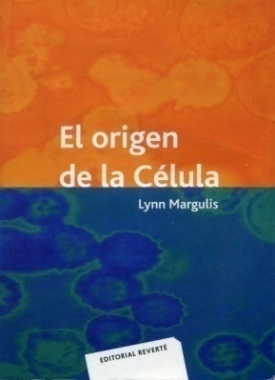 El origen
de la Célula
Lynn Margulis
EDITORIAL REVERTÉ